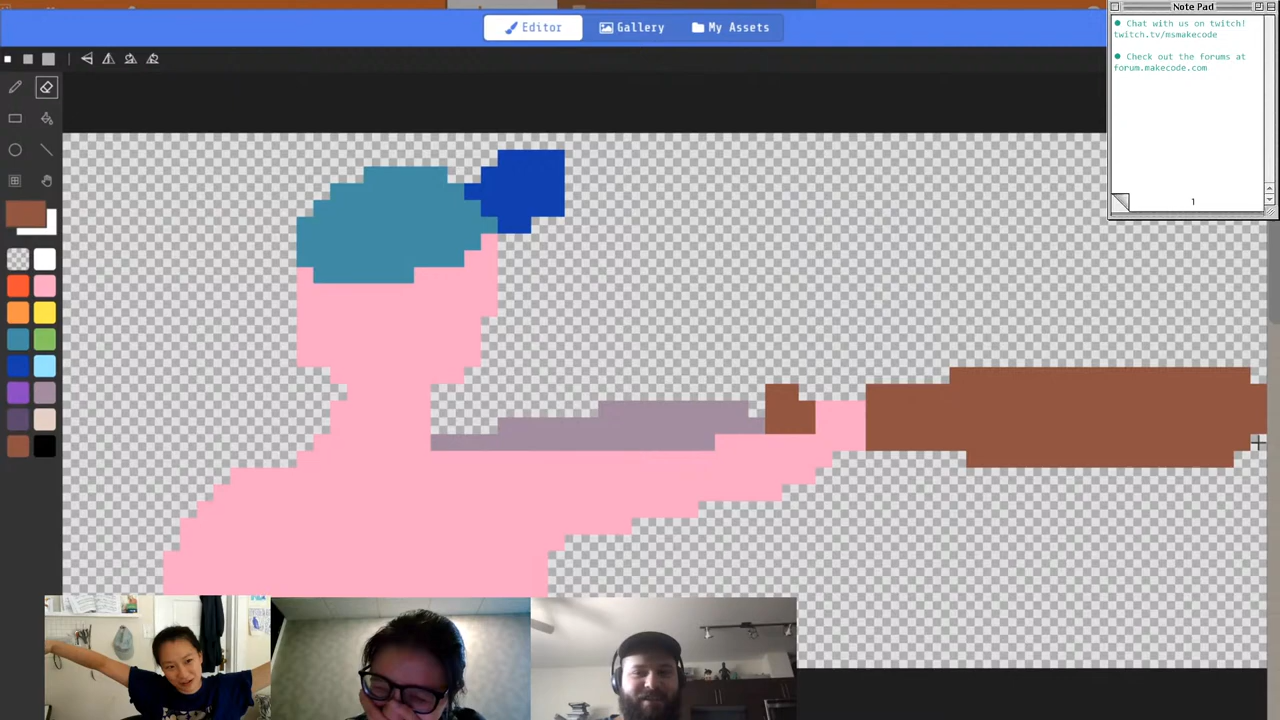 Editor
Gallery
My Assets
Note Pad
Chat with us on twitch!
twitch.tv/msmakecode
Check out the forums at
forum.makecode.com
1